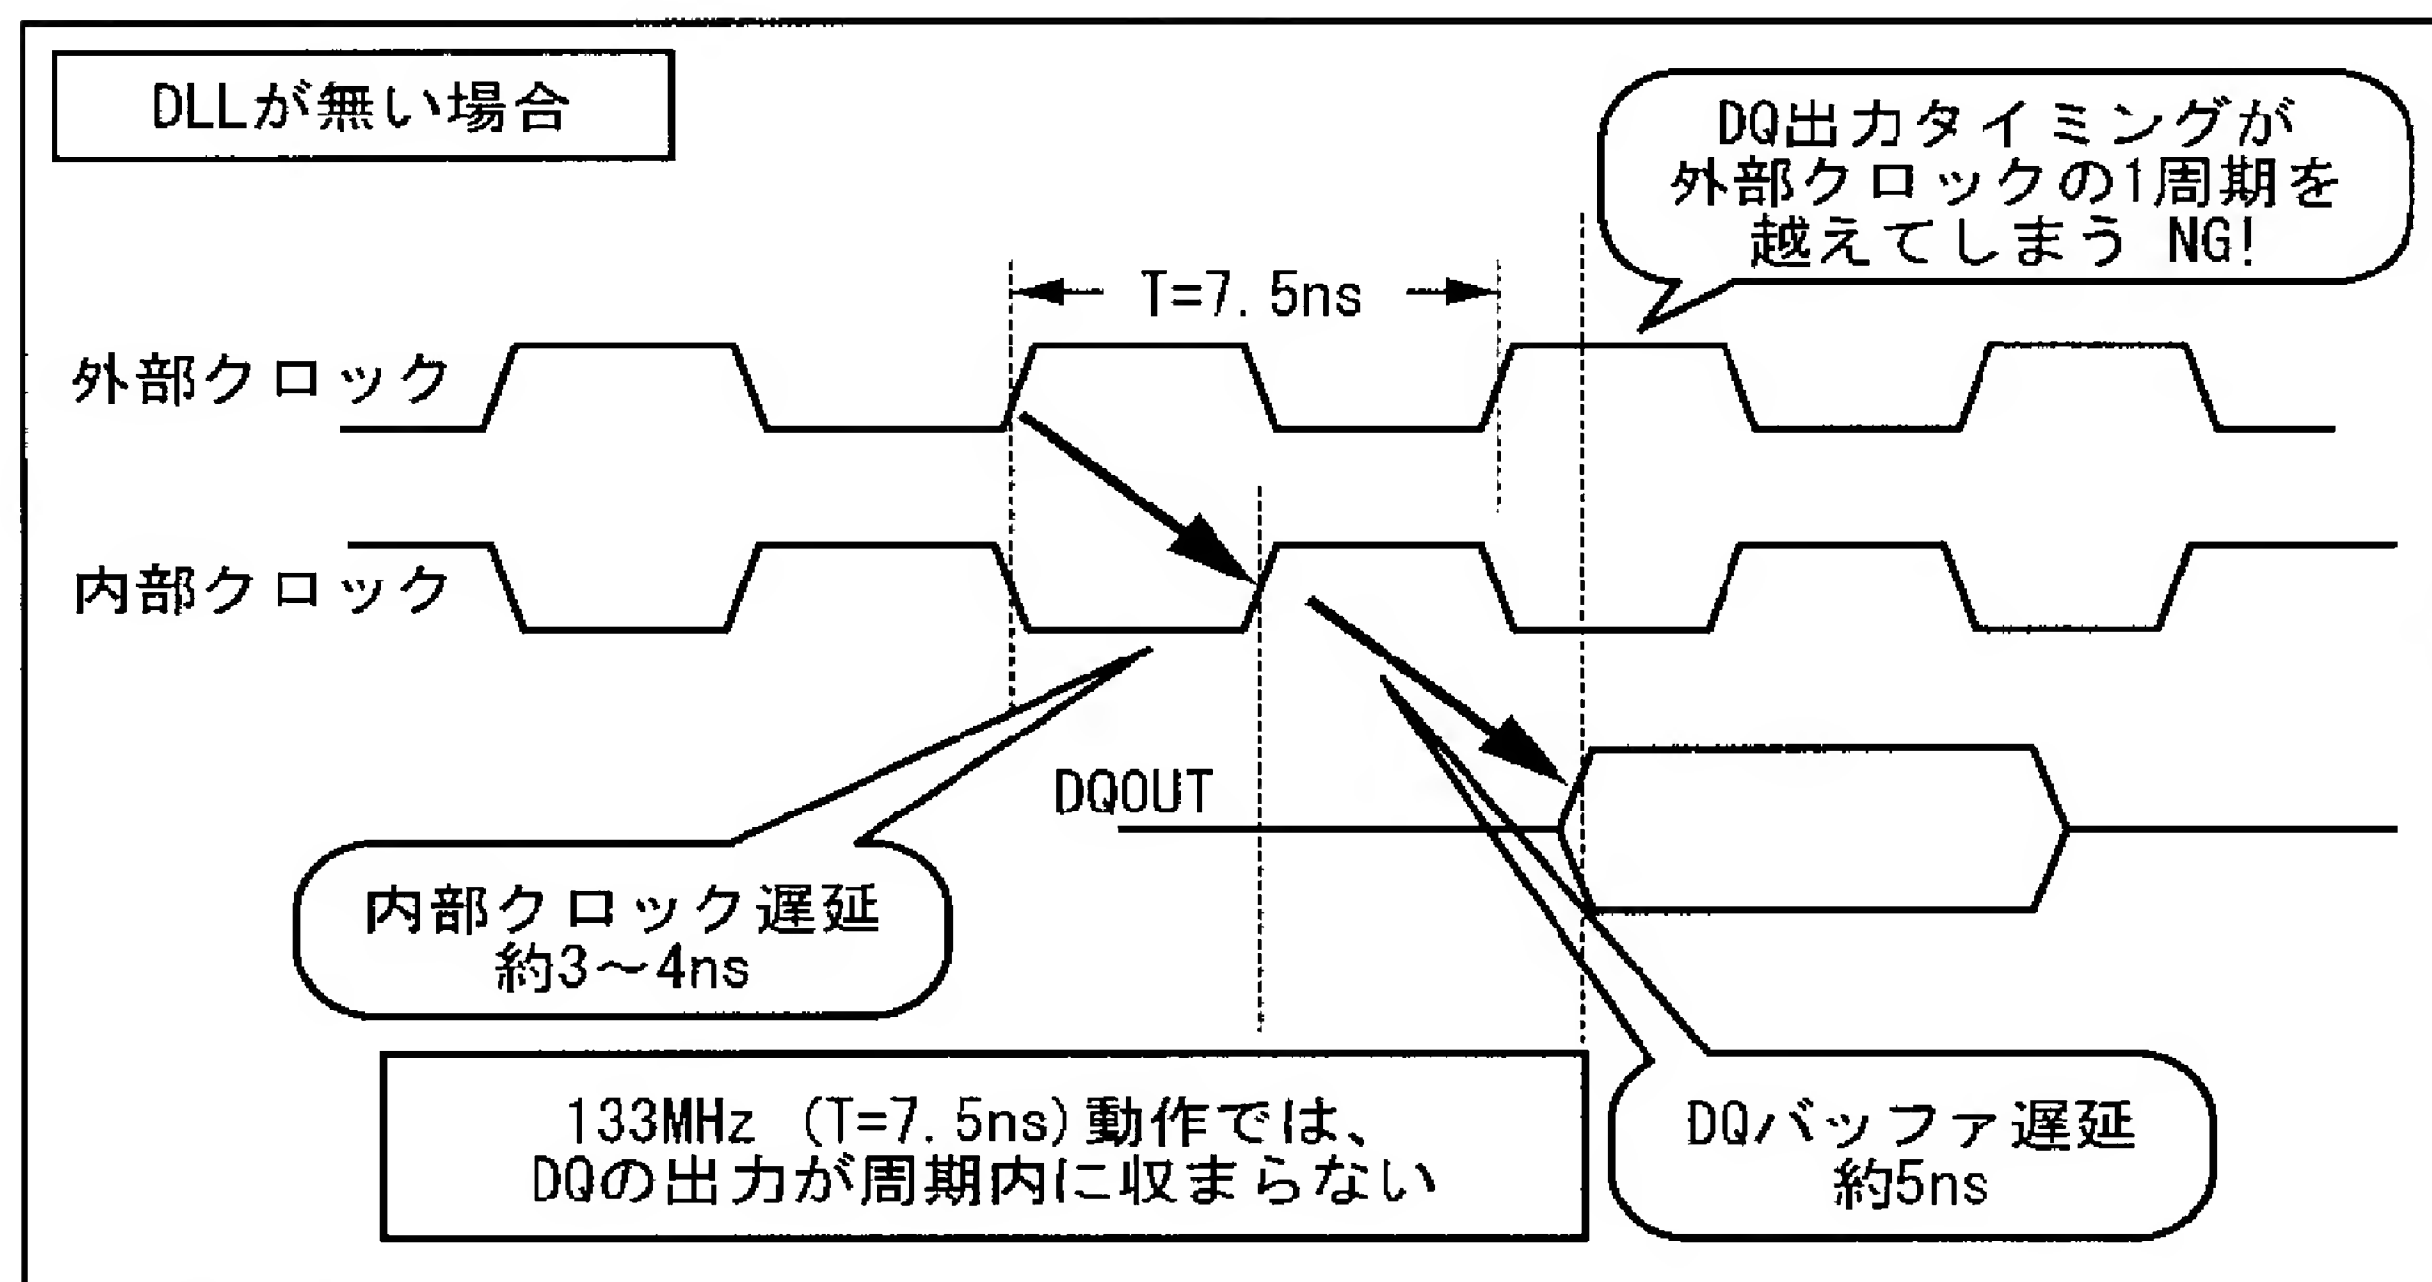 DLLが無い場合
DQ出力タイミングが
外部クロックの1周期を
越えてしまう NG!
T=7.5ns
外部クロック
内部クロック
DQOUT
内部クロック遅延
約3～4ns
133MHz (T=7.5ns)動作では、
DQの出力が周期内に収まらない
DQバッファ遅延
約5ns